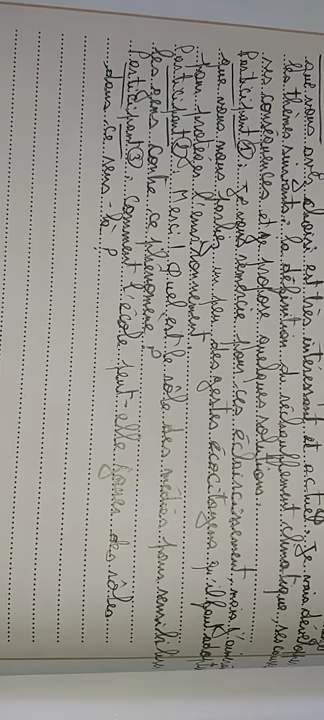 que vous avez choisi est très intéressant et actuel. Je vais développer
les thèmes suivants : la définition du réchauffement climatique, ses causes,
ses conséquences et je propose quelques solutions.
Participant ① : Je vous remercie pour ces éclaircissement, mais j'aimerais
que vous nous parliez un peu des gestes écocitoyens qu'il faut adopter
pour protéger l'environnement.
Participant ② : Merci ! Quel est le rôle des médias pour sensibiliser
les gens contre ce phénomène ?
Participant ③ : Comment l'école peut-elle jouer des rôles
dans ce sens-là ?